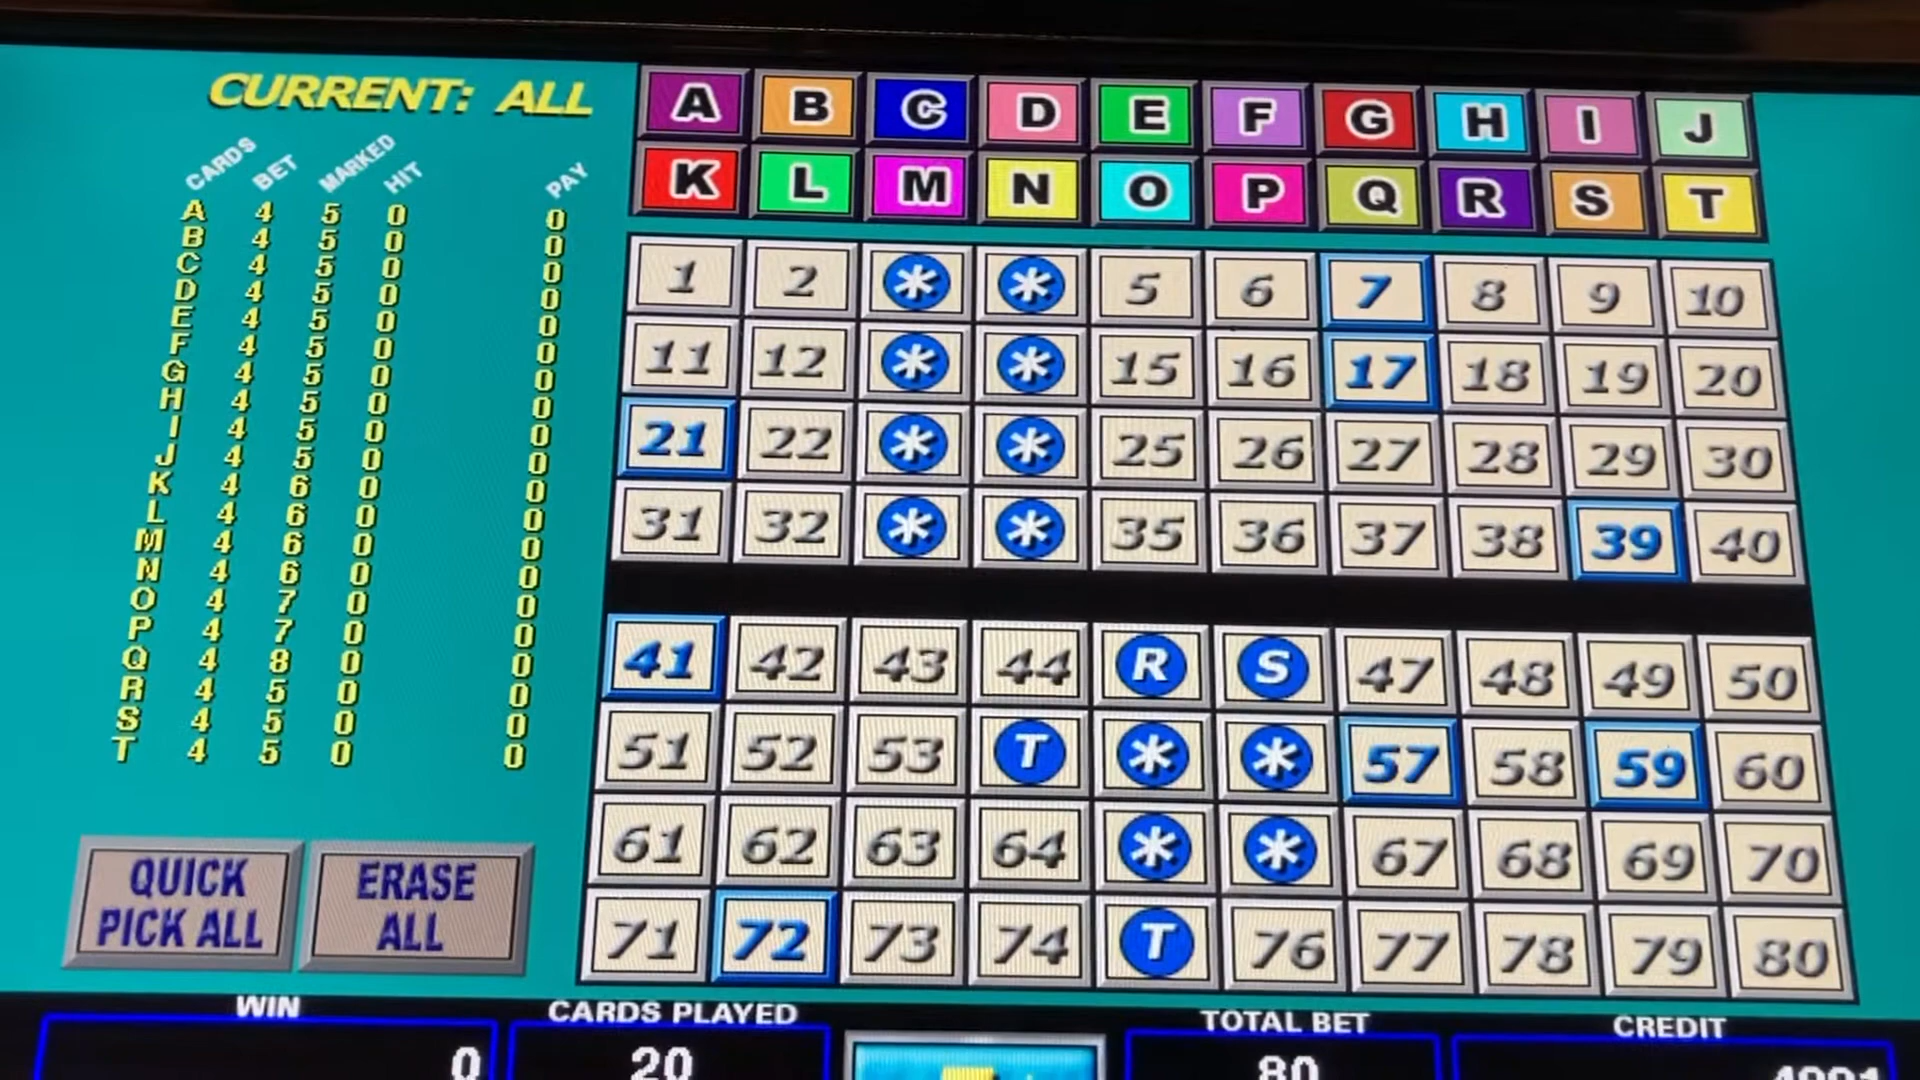 CURRENT: ALL
CARDS BET MARKED HIT PAY
A 4 5 0 0
B 4 5 0 0
C 4 5 0 0
D 4 5 0 0
E 4 5 0 0
F 4 5 0 0
G 4 5 0 0
H 4 5 0 0
I 4 5 0 0
J 4 5 0 0
K 4 6 0 0
L 4 6 0 0
M 4 6 0 0
N 4 6 0 0
O 4 7 0 0
P 4 7 0 0
Q 4 8 0 0
R 4 5 0 0
S 4 5 0 0
T 4 5 0 0
QUICK
PICK ALL
ERASE
ALL
A B C D E F G H I J
K L M N O P Q R S T
1 2 * * 5 6 7 8 9 10
11 12 * * 15 16 17 18 19 20
21 22 * * 25 26 27 28 29 30
31 32 * * 35 36 37 38 39 40
41 42 43 44 R S 47 48 49 50
51 52 53 T * * 57 58 59 60
61 62 63 64 * * 67 68 69 70
71 72 73 74 T 76 77 78 79 80
WIN CARDS PLAYED TOTAL BET CREDIT
0 20 80